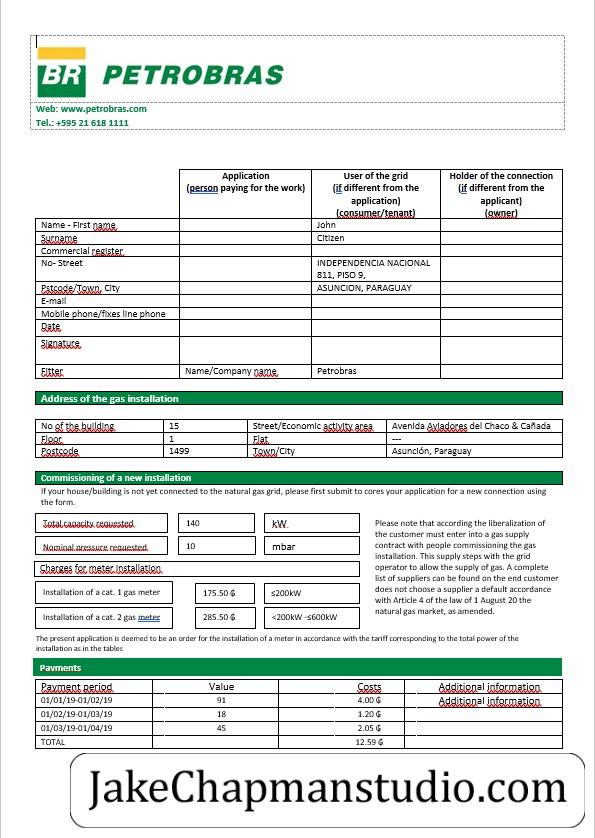 BR PETROBRAS
Web: www.petrobras.com
Tel.: +595 21 618 1111
Application
(person paying for the work)
User of the grid
(if different from the
application)
(consumer/tenant)
Holder of the connection
(if different from the
applicant)
(owner)
Name - First name
John
Surname
Citizen
Commercial register
No- Street
INDEPENDENCIA NACIONAL
811, PISO 9,
Pstcode/Town, City
ASUNCION, PARAGUAY
E-mail
Mobile phone/fixes line phone
Date
Signature
Fitter
Name/Company name
Petrobras
Address of the gas installation
No of the building 15 Street/Economic activity area Avenida Aviadores del Chaco & Cañada
Floor 1 Flat ---
Postcode 1499 Town/City Asunción, Paraguay
Commissioning of a new installation
If your house/building is not yet connected to the natural gas grid, please first submit to cores your application for a new connection using
the form.
Total capacity requested 140 kW
Nominal pressure requested 10 mbar
Charges for meter installation
Installation of a cat. 1 gas meter 175.50 ₲ ≤200kW
Installation of a cat. 2 gas meter 285.50 ₲ <200kW -≤600kW
Please note that according the liberalization of
the customer must enter into a gas supply
contract with people commissioning the gas
installation. This supply steps with the grid
operator to allow the supply of gas. A complete
list of suppliers can be found on the end customer
does not choose a supplier a default accordance
with Article 4 of the law of 1 August 20 the
natural gas market, as amended.
The present application is deemed to be an order for the installation of a meter in accordance with the tariff corresponding to the total power of the
installation as in the tables
Payments
Payment period Value Costs Additional information
01/01/19-01/02/19 91 4.00 ₲ Additional information
01/02/19-01/03/19 18 1.20 ₲
01/03/19-01/04/19 45 2.05 ₲
TOTAL 12.59 ₲
JakeChapmanstudio.com